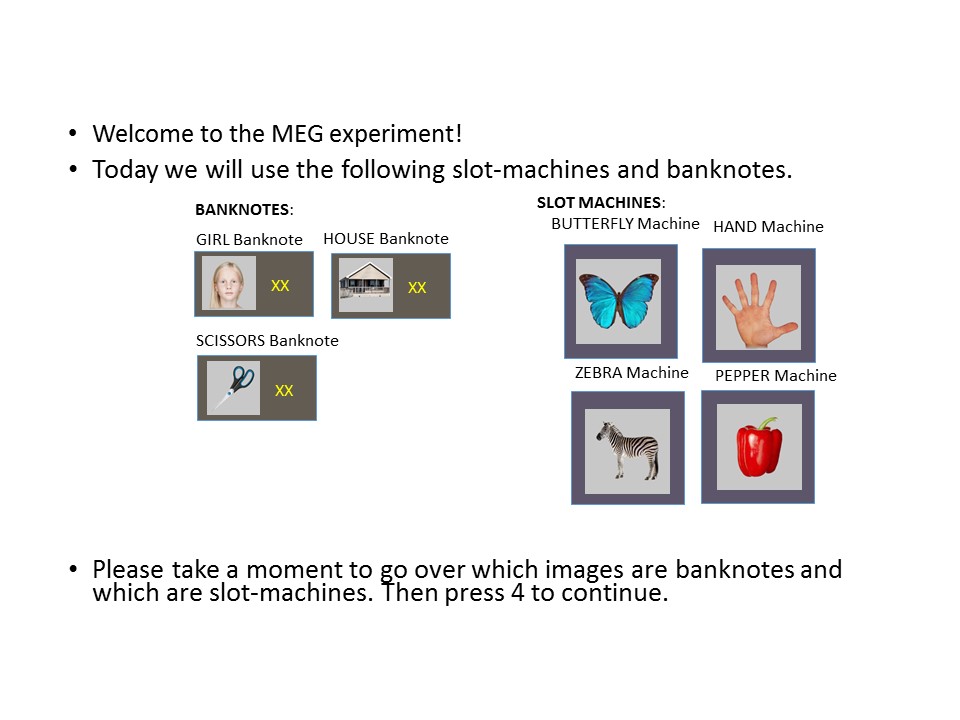 • Welcome to the MEG experiment!
• Today we will use the following slot-machines and banknotes.
BANKNOTES:
GIRL Banknote
HOUSE Banknote
XX
XX
SCISSORS Banknote
XX
SLOT MACHINES:
BUTTERFLY Machine
HAND Machine
ZEBRA Machine
PEPPER Machine
• Please take a moment to go over which images are banknotes and
which are slot-machines. Then press 4 to continue.